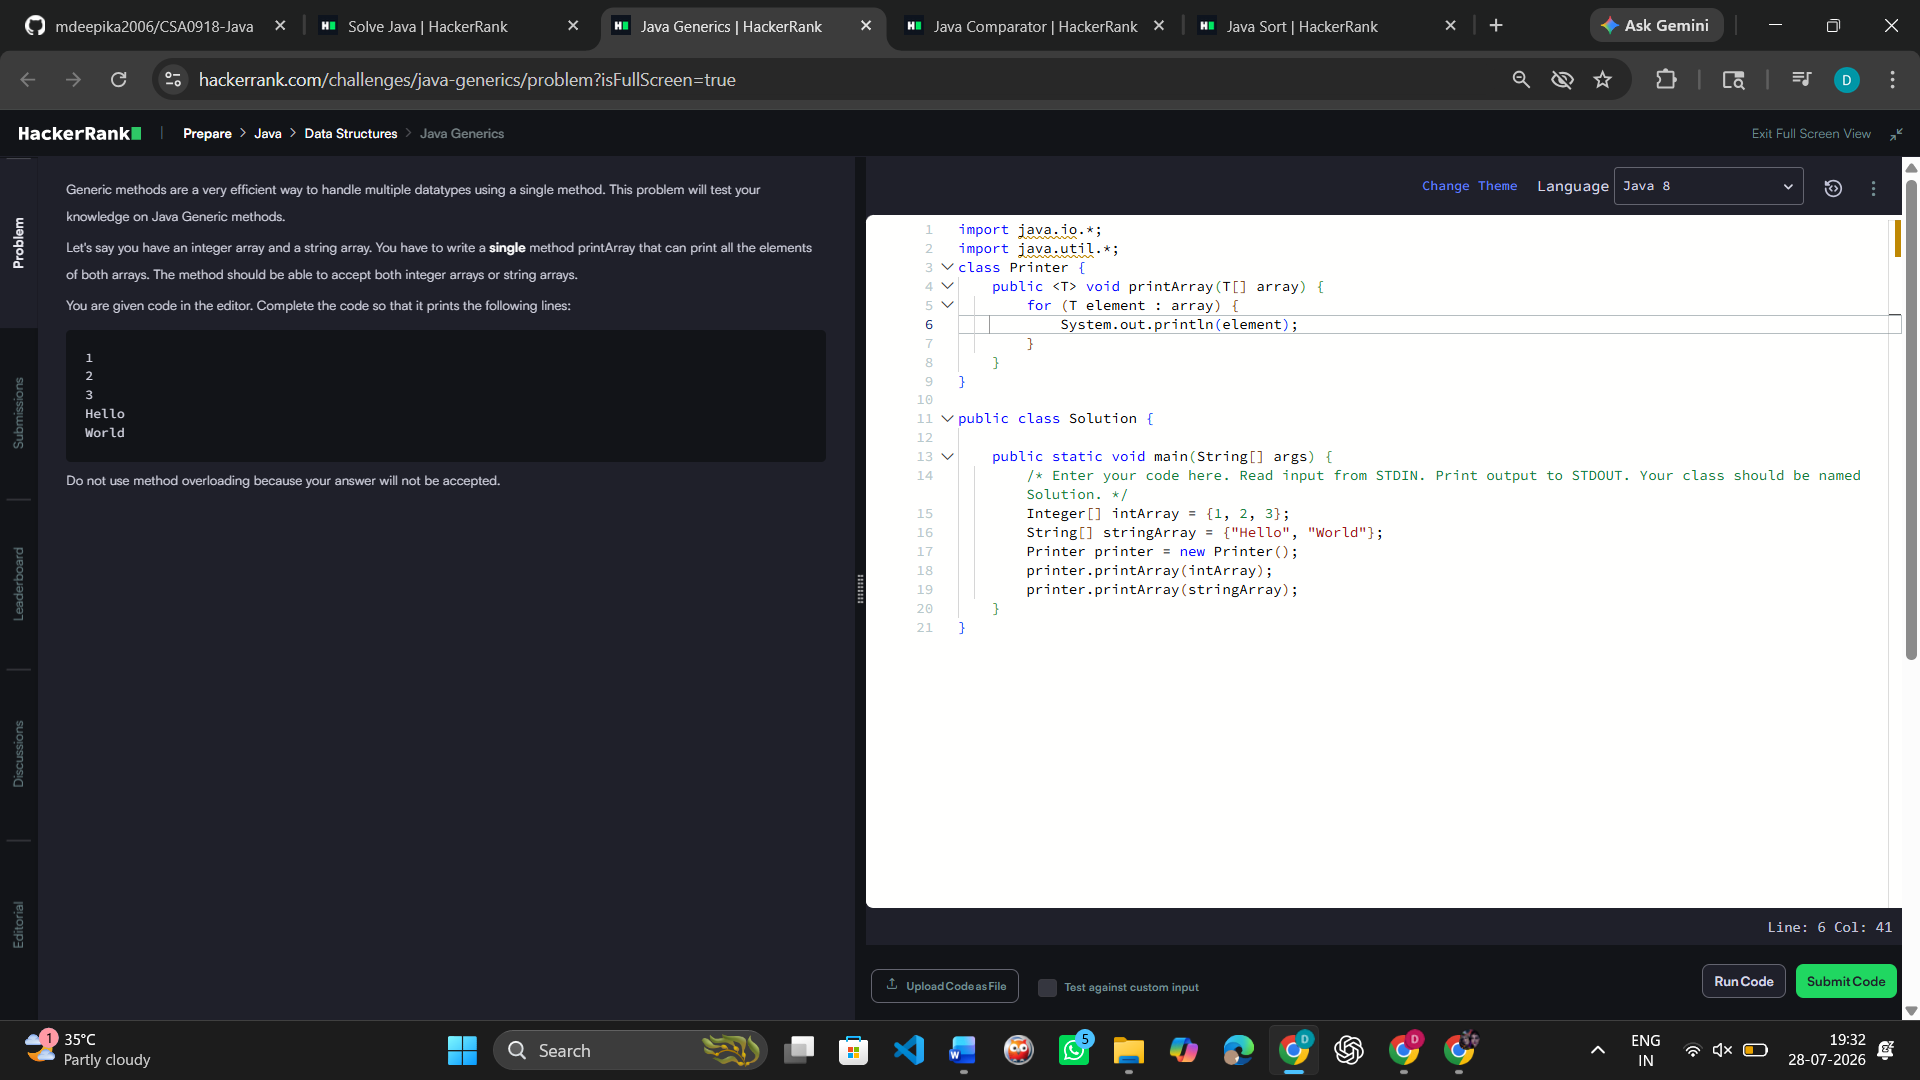 mdeepika2006/CSA0918-Java
Solve Java | HackerRank
Java Generics | HackerRank
Java Comparator | HackerRank
Java Sort | HackerRank
Ask Gemini
hackerrank.com/challenges/java-generics/problem?isFullScreen=true
D
HackerRank
Prepare > Java > Data Structures > Java Generics
Exit Full Screen View
Problem
Submissions
Leaderboard
Discussions
Editorial
Generic methods are a very efficient way to handle multiple datatypes using a single method. This problem will test your
knowledge on Java Generic methods.
Let's say you have an integer array and a string array. You have to write a single method printArray that can print all the elements
of both arrays. The method should be able to accept both integer arrays or string arrays.
You are given code in the editor. Complete the code so that it prints the following lines:
1
2
3
Hello
World
Do not use method overloading because your answer will not be accepted.
Change Theme Language Java 8
1 import java.io.*;
2 import java.util.*;
3 class Printer {
4 public <T> void printArray(T[] array) {
5 for (T element : array) {
6 System.out.println(element);
7 }
8 }
9 }
10
11 public class Solution {
12
13 public static void main(String[] args) {
14 /* Enter your code here. Read input from STDIN. Print output to STDOUT. Your class should be named
Solution. */
15 Integer[] intArray = {1, 2, 3};
16 String[] stringArray = {"Hello", "World"};
17 Printer printer = new Printer();
18 printer.printArray(intArray);
19 printer.printArray(stringArray);
20 }
21 }
Line: 6 Col: 41
Upload Code as File
Test against custom input
Run Code
Submit Code
1
35°C
Partly cloudy
Search
W
5
D
D
ENG
IN
19:32
28-07-2026